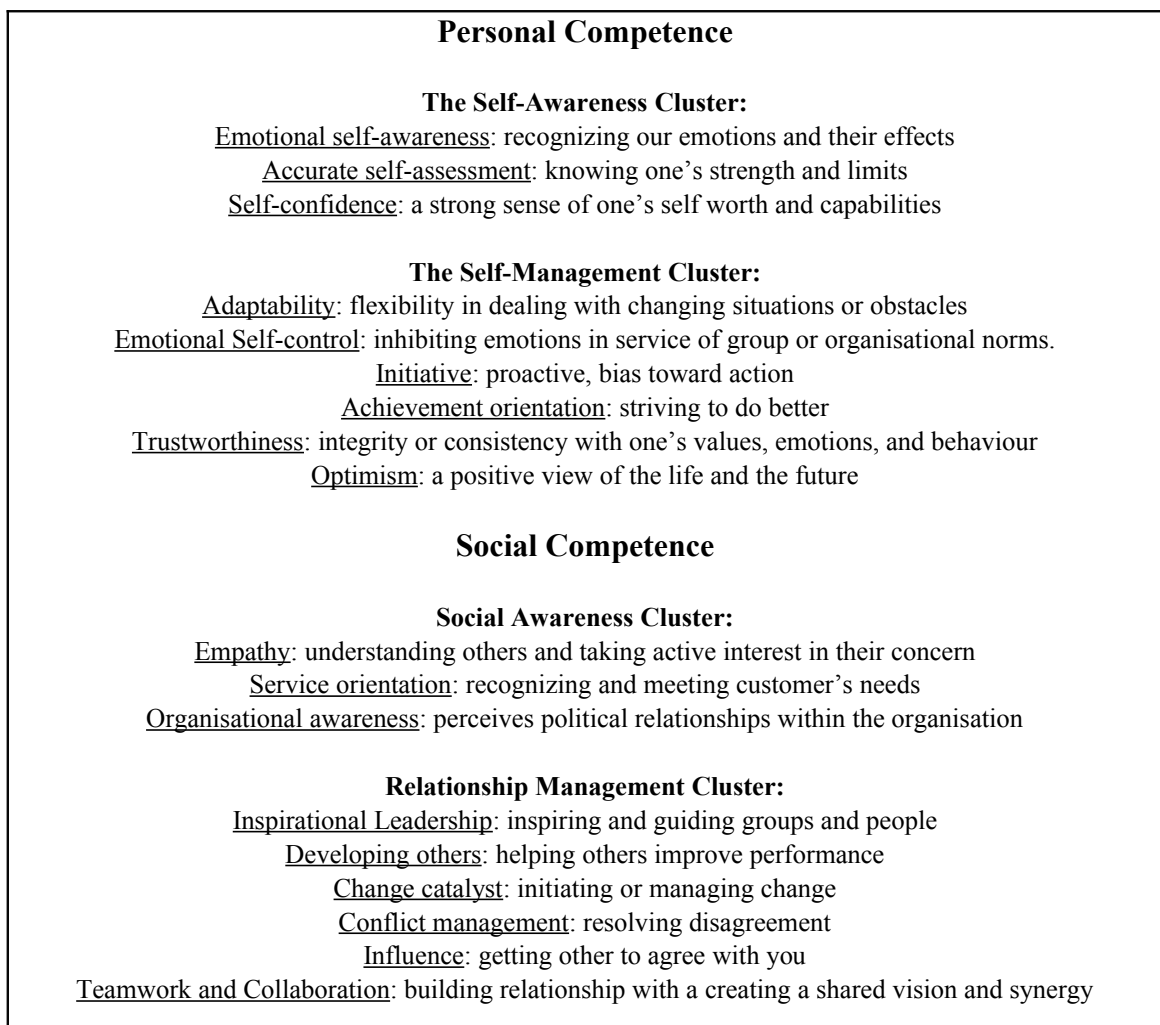 Personal Competence
The Self-Awareness Cluster:
Emotional self-awareness: recognizing our emotions and their effects
Accurate self-assessment: knowing one’s strength and limits
Self-confidence: a strong sense of one’s self worth and capabilities
The Self-Management Cluster:
Adaptability: flexibility in dealing with changing situations or obstacles
Emotional Self-control: inhibiting emotions in service of group or organisational norms.
Initiative: proactive, bias toward action
Achievement orientation: striving to do better
Trustworthiness: integrity or consistency with one’s values, emotions, and behaviour
Optimism: a positive view of the life and the future
Social Competence
Social Awareness Cluster:
Empathy: understanding others and taking active interest in their concern
Service orientation: recognizing and meeting customer’s needs
Organisational awareness: perceives political relationships within the organisation
Relationship Management Cluster:
Inspirational Leadership: inspiring and guiding groups and people
Developing others: helping others improve performance
Change catalyst: initiating or managing change
Conflict management: resolving disagreement
Influence: getting other to agree with you
Teamwork and Collaboration: building relationship with a creating a shared vision and synergy